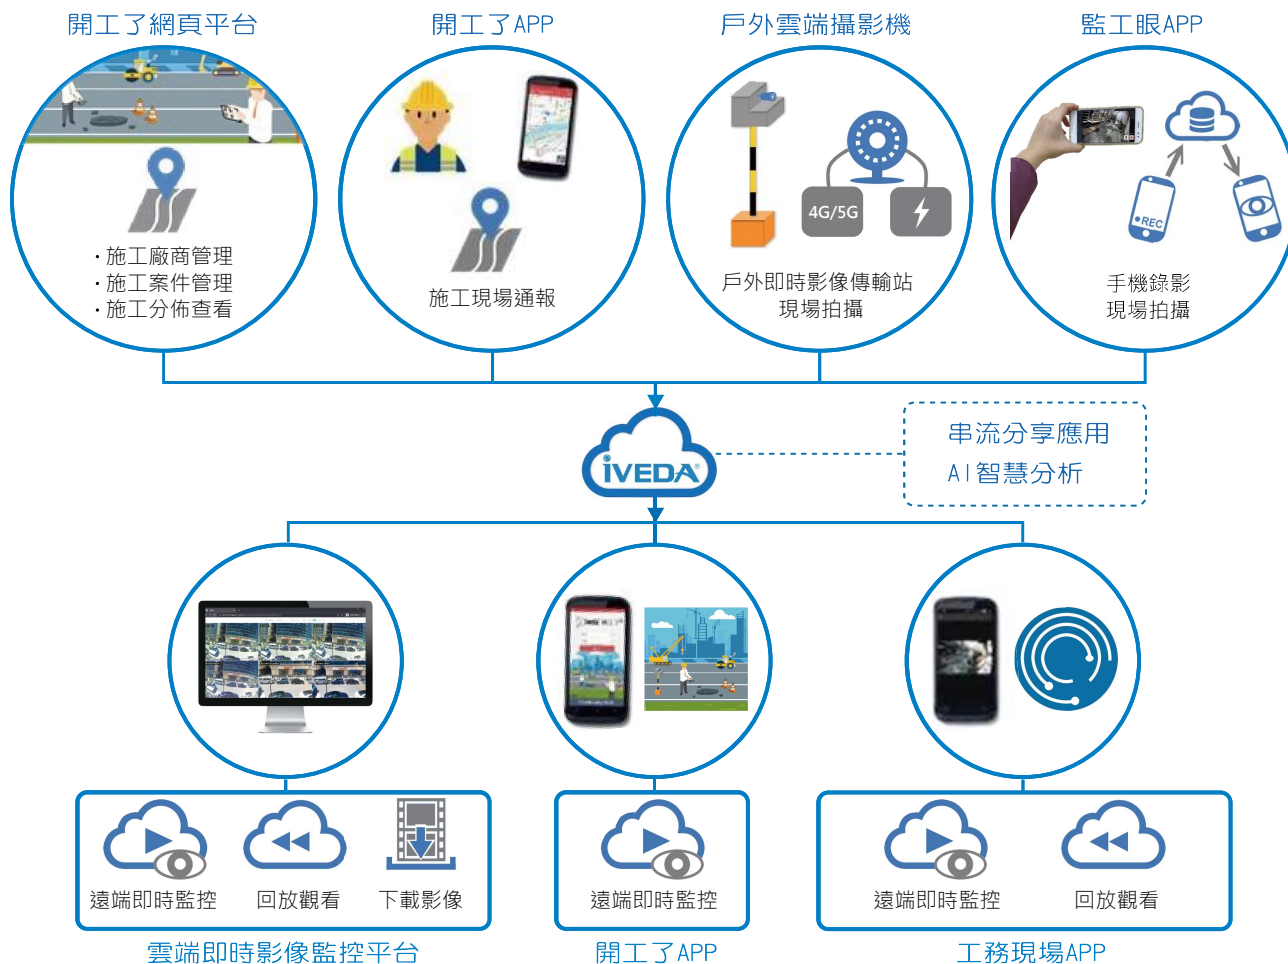 開工了網頁平台
開工了APP
戶外雲端攝影機
監工眼APP
・施工廠商管理
・施工案件管理
・施工分佈查看
施工現場通報
4G/5G
戶外即時影像傳輸站
現場拍攝
REC
手機錄影
現場拍攝
iVEDA®
串流分享應用
AI智慧分析
遠端即時監控
回放觀看
下載影像
雲端即時影像監控平台
遠端即時監控
開工了APP
遠端即時監控
回放觀看
工務現場APP